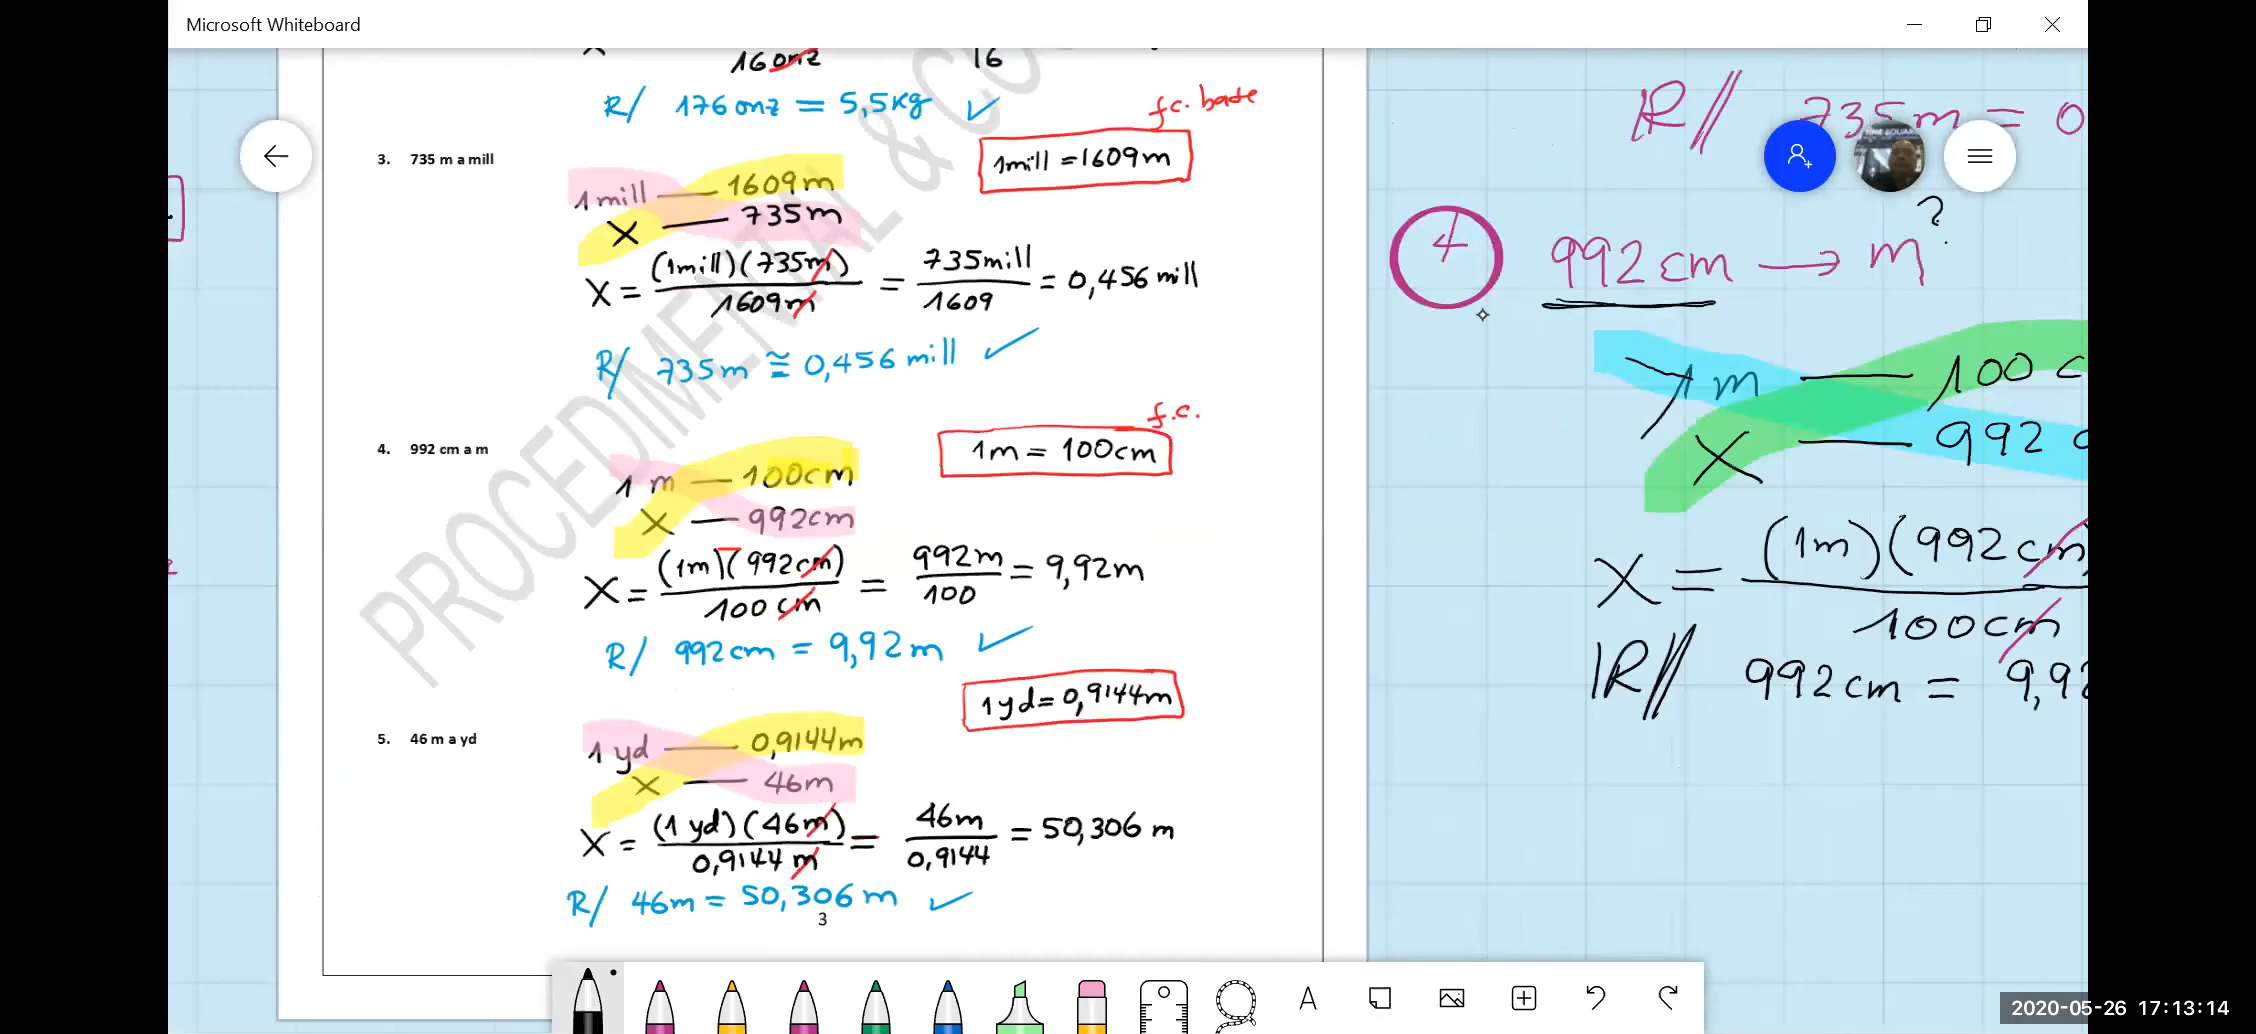 Microsoft Whiteboard
X 16 onz 16
R/ 176 onz = 5,5 Kg ✓
f.c. base
3. 735 m a mill
1 mill = 1609 m
1 mill — 1609 m
X — 735 m
X = (1 mill)(735 m) / 1609 m = 735 mill / 1609 = 0,456 mill
R/ 735 m ≅ 0,456 mill ✓
f.c.
4. 992 cm a m
1 m = 100 cm
1 m — 100 cm
X — 992 cm
X = (1 m)(992 cm) / 100 cm = 992 m / 100 = 9,92 m
R/ 992 cm = 9,92 m ✓
1 yd = 0,9144 m
5. 46 m a yd
1 yd — 0,9144 m
X — 46 m
X = (1 yd)(46 m) / 0,9144 m = 46 m / 0,9144 = 50,306 m
R/ 46 m = 50,306 m ✓
3
PROCEDIMENTAL & CO
R// 735 m = 0
4 992 cm → m ?
1 m — 100 c
X — 992 c
X = (1 m)(992 cm) / 100 cm
R// 992 cm = 9,92
A
2020-05-26 17:13:14